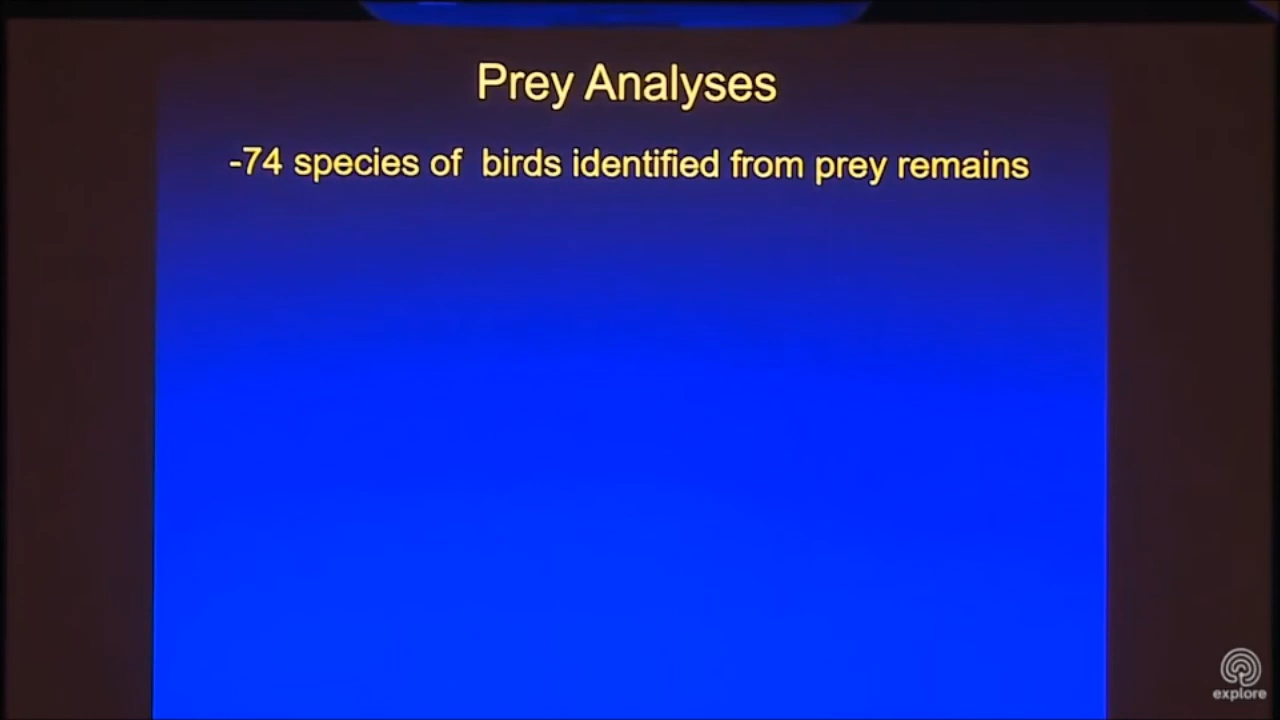 Prey Analyses
-74 species of birds identified from prey remains
explore